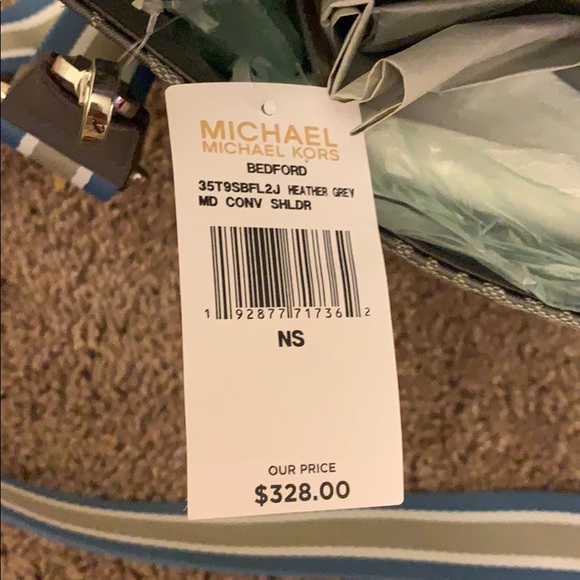 MICHAEL
MICHAEL KORS
BEDFORD
35T9SBFL2J HEATHER GREY
MD CONV SHLDR
1 92877 71736 2
NS
OUR PRICE
$328.00